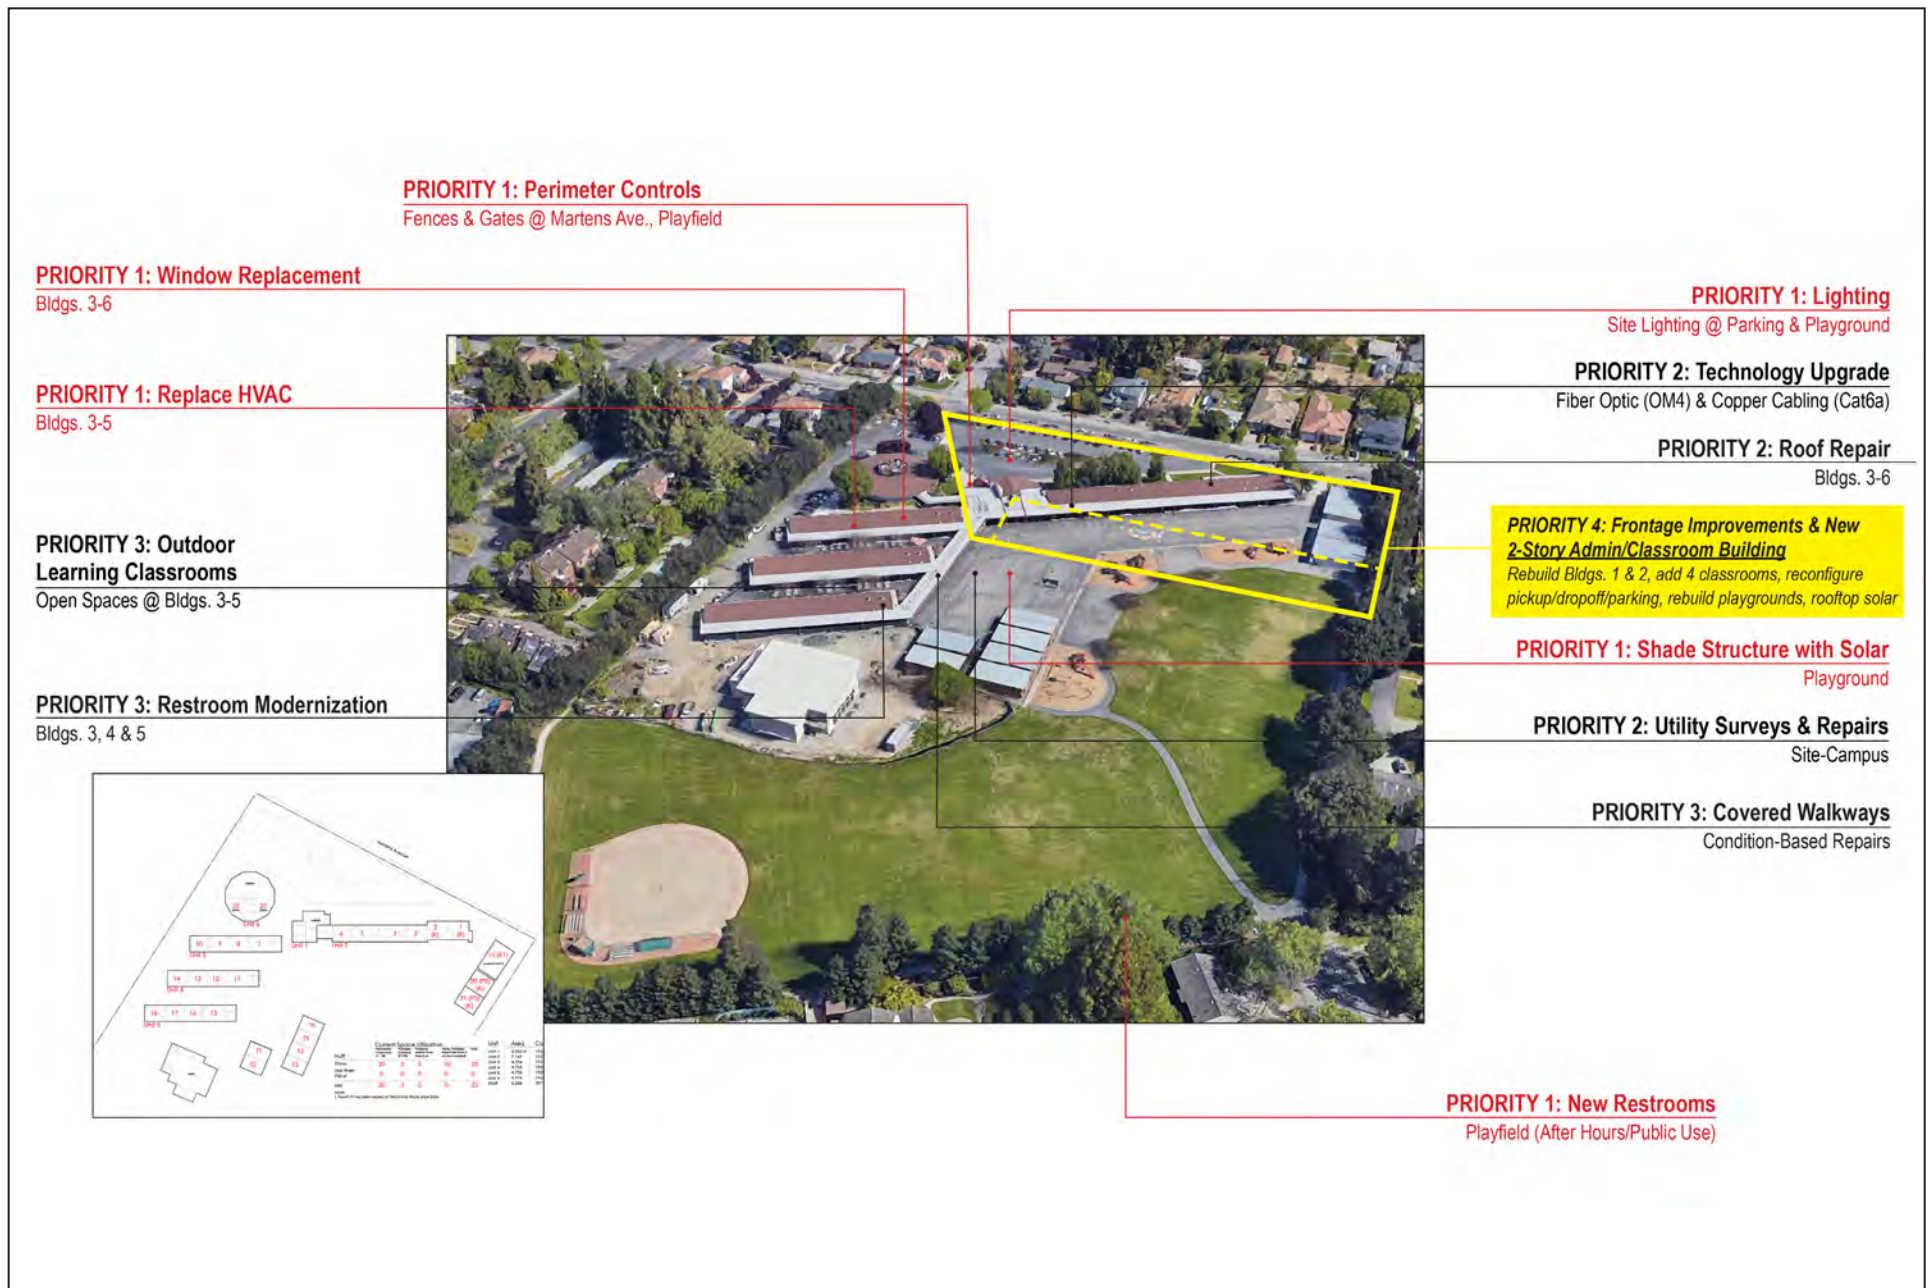 PRIORITY 1: Perimeter Controls
Fences & Gates @ Martens Ave., Playfield
PRIORITY 1: Window Replacement
Bldgs. 3-6
PRIORITY 1: Lighting
Site Lighting @ Parking & Playground
PRIORITY 1: Replace HVAC
Bldgs. 3-5
PRIORITY 2: Technology Upgrade
Fiber Optic (OM4) & Copper Cabling (Cat6a)
PRIORITY 2: Roof Repair
Bldgs. 3-6
PRIORITY 3: Outdoor
Learning Classrooms
Open Spaces @ Bldgs. 3-5
PRIORITY 4: Frontage Improvements & New
2-Story Admin/Classroom Building
Rebuild Bldgs. 1 & 2, add 4 classrooms, reconfigure
pickup/dropoff/parking, rebuild playgrounds, rooftop solar
PRIORITY 1: Shade Structure with Solar
Playground
PRIORITY 3: Restroom Modernization
Bldgs. 3, 4 & 5
PRIORITY 2: Utility Surveys & Repairs
Site-Campus
PRIORITY 3: Covered Walkways
Condition-Based Repairs
Current Space Utilization
Unit Area
PRIORITY 1: New Restrooms
Playfield (After Hours/Public Use)